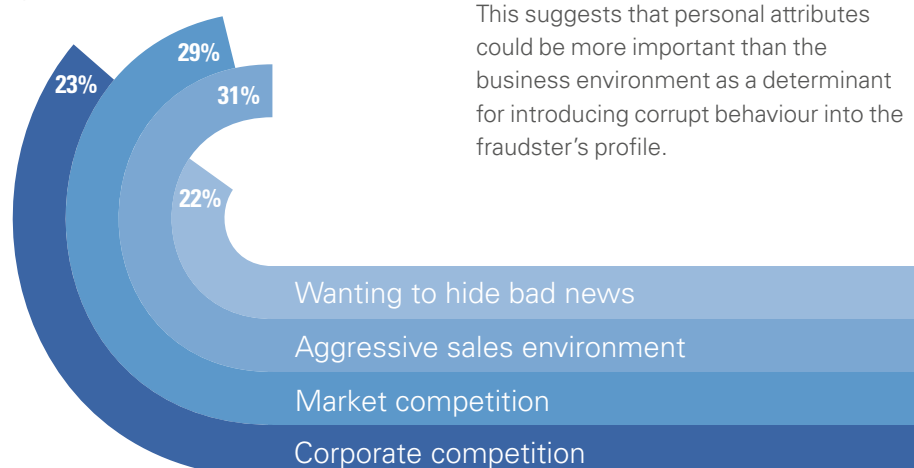 This suggests that personal attributes
could be more important than the
business environment as a determinant
for introducing corrupt behaviour into the
fraudster’s profile.
29%
23%
31%
22%
Wanting to hide bad news
Aggressive sales environment
Market competition
Corporate competition